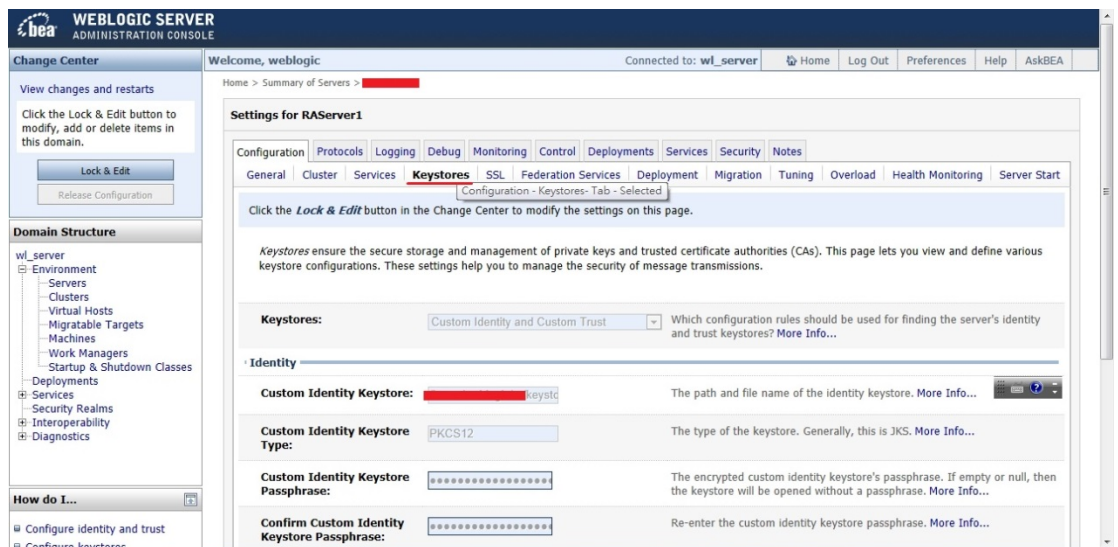 bea
WEBLOGIC SERVER
ADMINISTRATION CONSOLE
Change Center
View changes and restarts
Click the Lock & Edit button to
modify, add or delete items in
this domain.
Lock & Edit
Release Configuration
Domain Structure
wl_server
Environment
Servers
Clusters
Virtual Hosts
Migratable Targets
Machines
Work Managers
Startup & Shutdown Classes
Deployments
Services
Security Realms
Interoperability
Diagnostics
How do I...
Configure identity and trust
Configure keystores
Welcome, weblogic
Connected to: wl_server
Home
Log Out
Preferences
Help
AskBEA
Home > Summary of Servers >
Settings for RAServer1
Configuration Protocols Logging Debug Monitoring Control Deployments Services Security Notes
General Cluster Services Keystores SSL Federation Services Deployment Migration Tuning Overload Health Monitoring Server Start
Configuration - Keystores- Tab - Selected
Click the Lock & Edit button in the Change Center to modify the settings on this page.
Keystores ensure the secure storage and management of private keys and trusted certificate authorities (CAs). This page lets you view and define various
keystore configurations. These settings help you to manage the security of message transmissions.
Keystores:
Custom Identity and Custom Trust
Which configuration rules should be used for finding the server's identity
and trust keystores? More Info...
Identity
Custom Identity Keystore:
keysto
The path and file name of the identity keystore. More Info...
Custom Identity Keystore
Type:
PKCS12
The type of the keystore. Generally, this is JKS. More Info...
Custom Identity Keystore
Passphrase:
The encrypted custom identity keystore's passphrase. If empty or null, then
the keystore will be opened without a passphrase. More Info...
Confirm Custom Identity
Keystore Passphrase:
Re-enter the custom identity keystore passphrase. More Info...